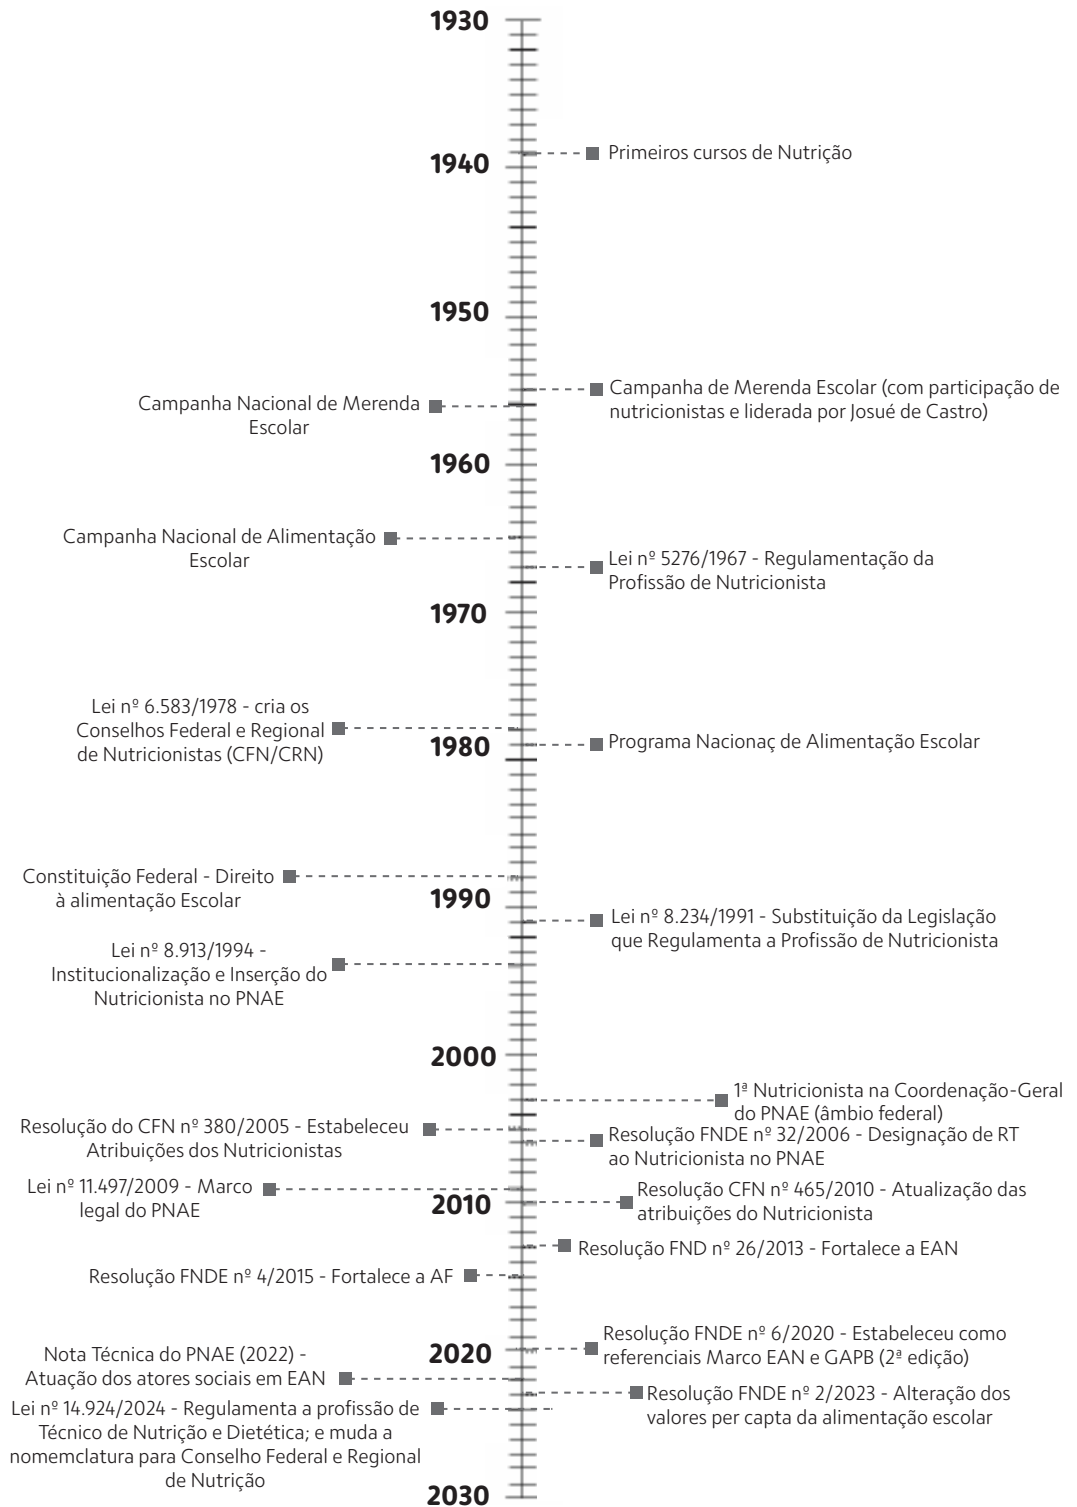 1930
Primeiros cursos de Nutrição
1940
1950
Campanha de Merenda Escolar (com participação de
nutricionistas e liderada por Josué de Castro)
Campanha Nacional de Merenda
Escolar
1960
Campanha Nacional de Alimentação
Escolar
Lei nº 5276/1967 - Regulamentação da
Profissão de Nutricionista
1970
Lei nº 6.583/1978 - cria os
Conselhos Federal e Regional
de Nutricionistas (CFN/CRN)
1980
Programa Nacionaç de Alimentação Escolar
Constituição Federal - Direito
à alimentação Escolar
1990
Lei nº 8.234/1991 - Substituição da Legislação
que Regulamenta a Profissão de Nutricionista
Lei nº 8.913/1994 -
Institucionalização e Inserção do
Nutricionista no PNAE
2000
1ª Nutricionista na Coordenação-Geral
do PNAE (âmbito federal)
Resolução do CFN nº 380/2005 - Estabeleceu
Atribuições dos Nutricionistas
Resolução FNDE nº 32/2006 - Designação de RT
ao Nutricionista no PNAE
Lei nº 11.497/2009 - Marco
legal do PNAE
2010
Resolução CFN nº 465/2010 - Atualização das
atribuições do Nutricionista
Resolução FND nº 26/2013 - Fortalece a EAN
Resolução FNDE nº 4/2015 - Fortalece a AF
Resolução FNDE nº 6/2020 - Estabeleceu como
referenciais Marco EAN e GAPB (2ª edição)
2020
Nota Técnica do PNAE (2022) -
Atuação dos atores sociais em EAN
Resolução FNDE nº 2/2023 - Alteração dos
valores per capta da alimentação escolar
Lei nº 14.924/2024 - Regulamenta a profissão de
Técnico de Nutrição e Dietética; e muda a
nomemclatura para Conselho Federal e Regional
de Nutrição
2030